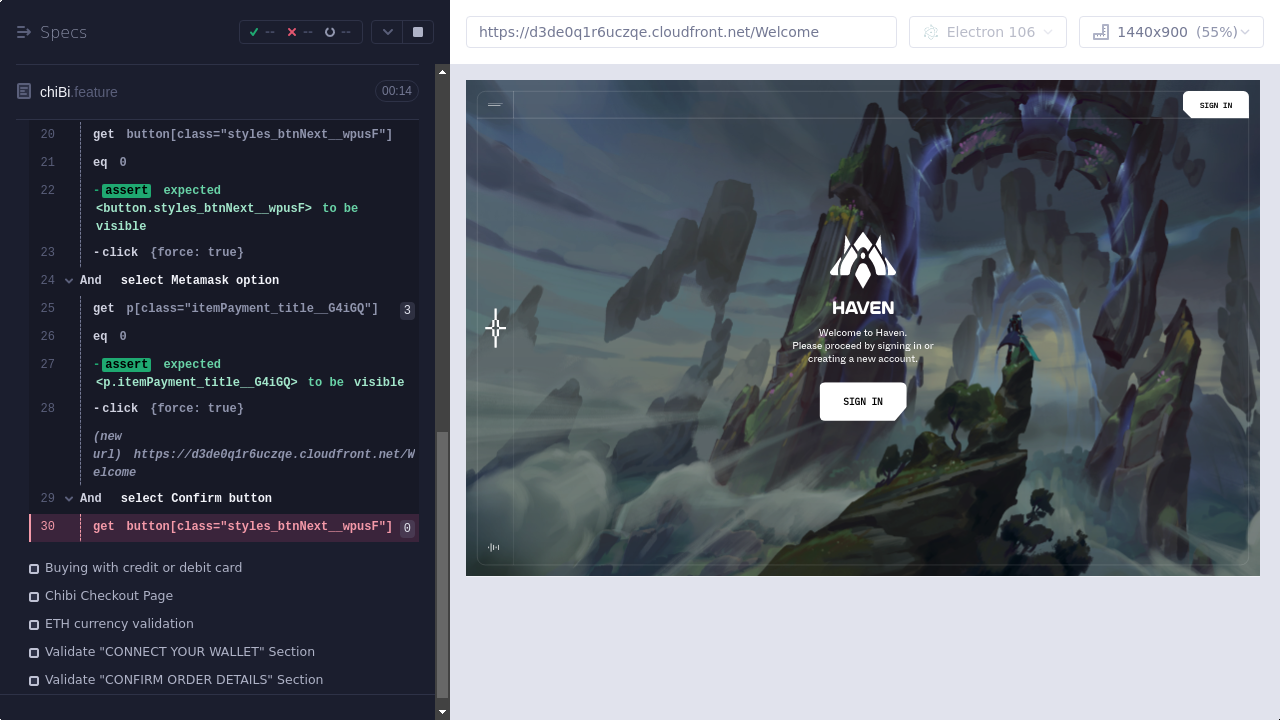 Specs
-- -- --
chiBi.feature 00:14
20 get button[class="styles_btnNext__wpusF"]
21 eq 0
22 -assert expected
<button.styles_btnNext__wpusF> to be
visible
23 -click {force: true}
24 And select Metamask option
25 get p[class="itemPayment_title__G4iGQ"] 3
26 eq 0
27 -assert expected
<p.itemPayment_title__G4iGQ> to be visible
28 -click {force: true}
(new
url) https://d3de0q1r6uczqe.cloudfront.net/W
elcome
29 And select Confirm button
30 get button[class="styles_btnNext__wpusF"] 0
Buying with credit or debit card
Chibi Checkout Page
ETH currency validation
Validate "CONNECT YOUR WALLET" Section
Validate "CONFIRM ORDER DETAILS" Section
https://d3de0q1r6uczqe.cloudfront.net/Welcome
Electron 106
1440x900 (55%)
SIGN IN
HAVEN
Welcome to Haven.
Please proceed by signing in or
creating a new account.
SIGN IN